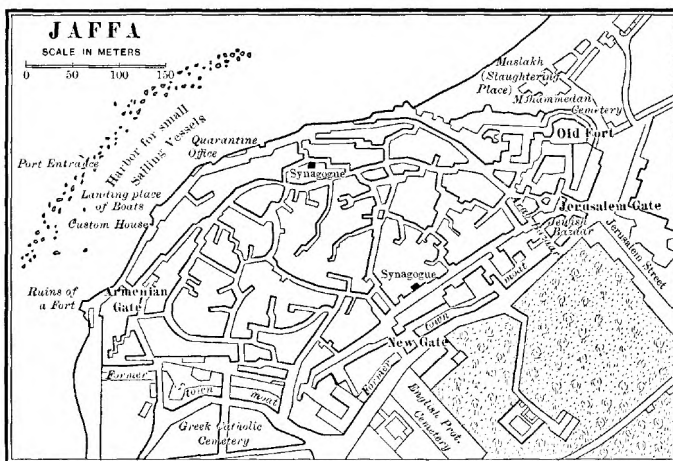 JAFFA
SCALE IN METERS
0 50 100 150
Maslakh
(Slaughtering
Place)
Mohammedan
Cemetery
Old Fort
Harbor for small
Sailing Vessels
Port Entrance
Quarantine
Office
Synagogue
Landing place
of Boats
Custom House
Jerusalem Gate
Jewish
Bazaar
Jerusalem Street
Synagogue
Ruins of
a Fort
Armenian
Gate
New Gate
Former
town
moat
Former
town
moat
English Prot.
Cemetery
Greek Catholic
Cemetery